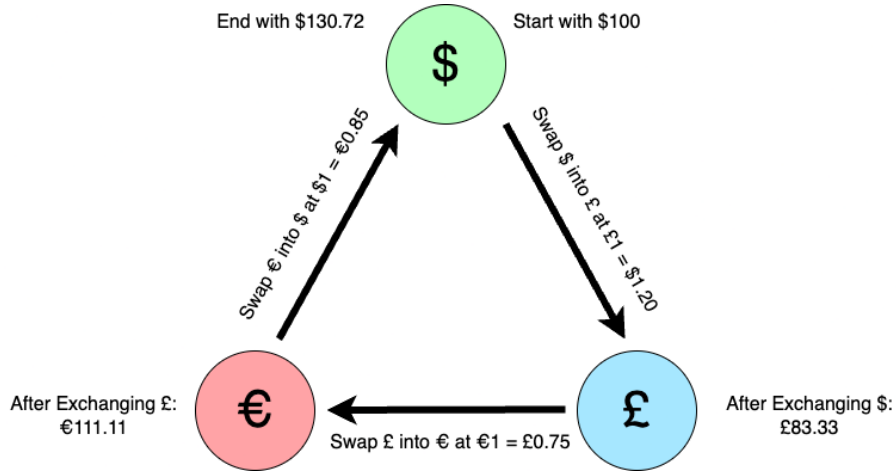 End with $130.72
Start with $100
$
Swap € into $ at $1 = €0.85
Swap $ into £ at £1 = $1.20
After Exchanging £:
€111.11
€
Swap £ into € at €1 = £0.75
£
After Exchanging $:
£83.33